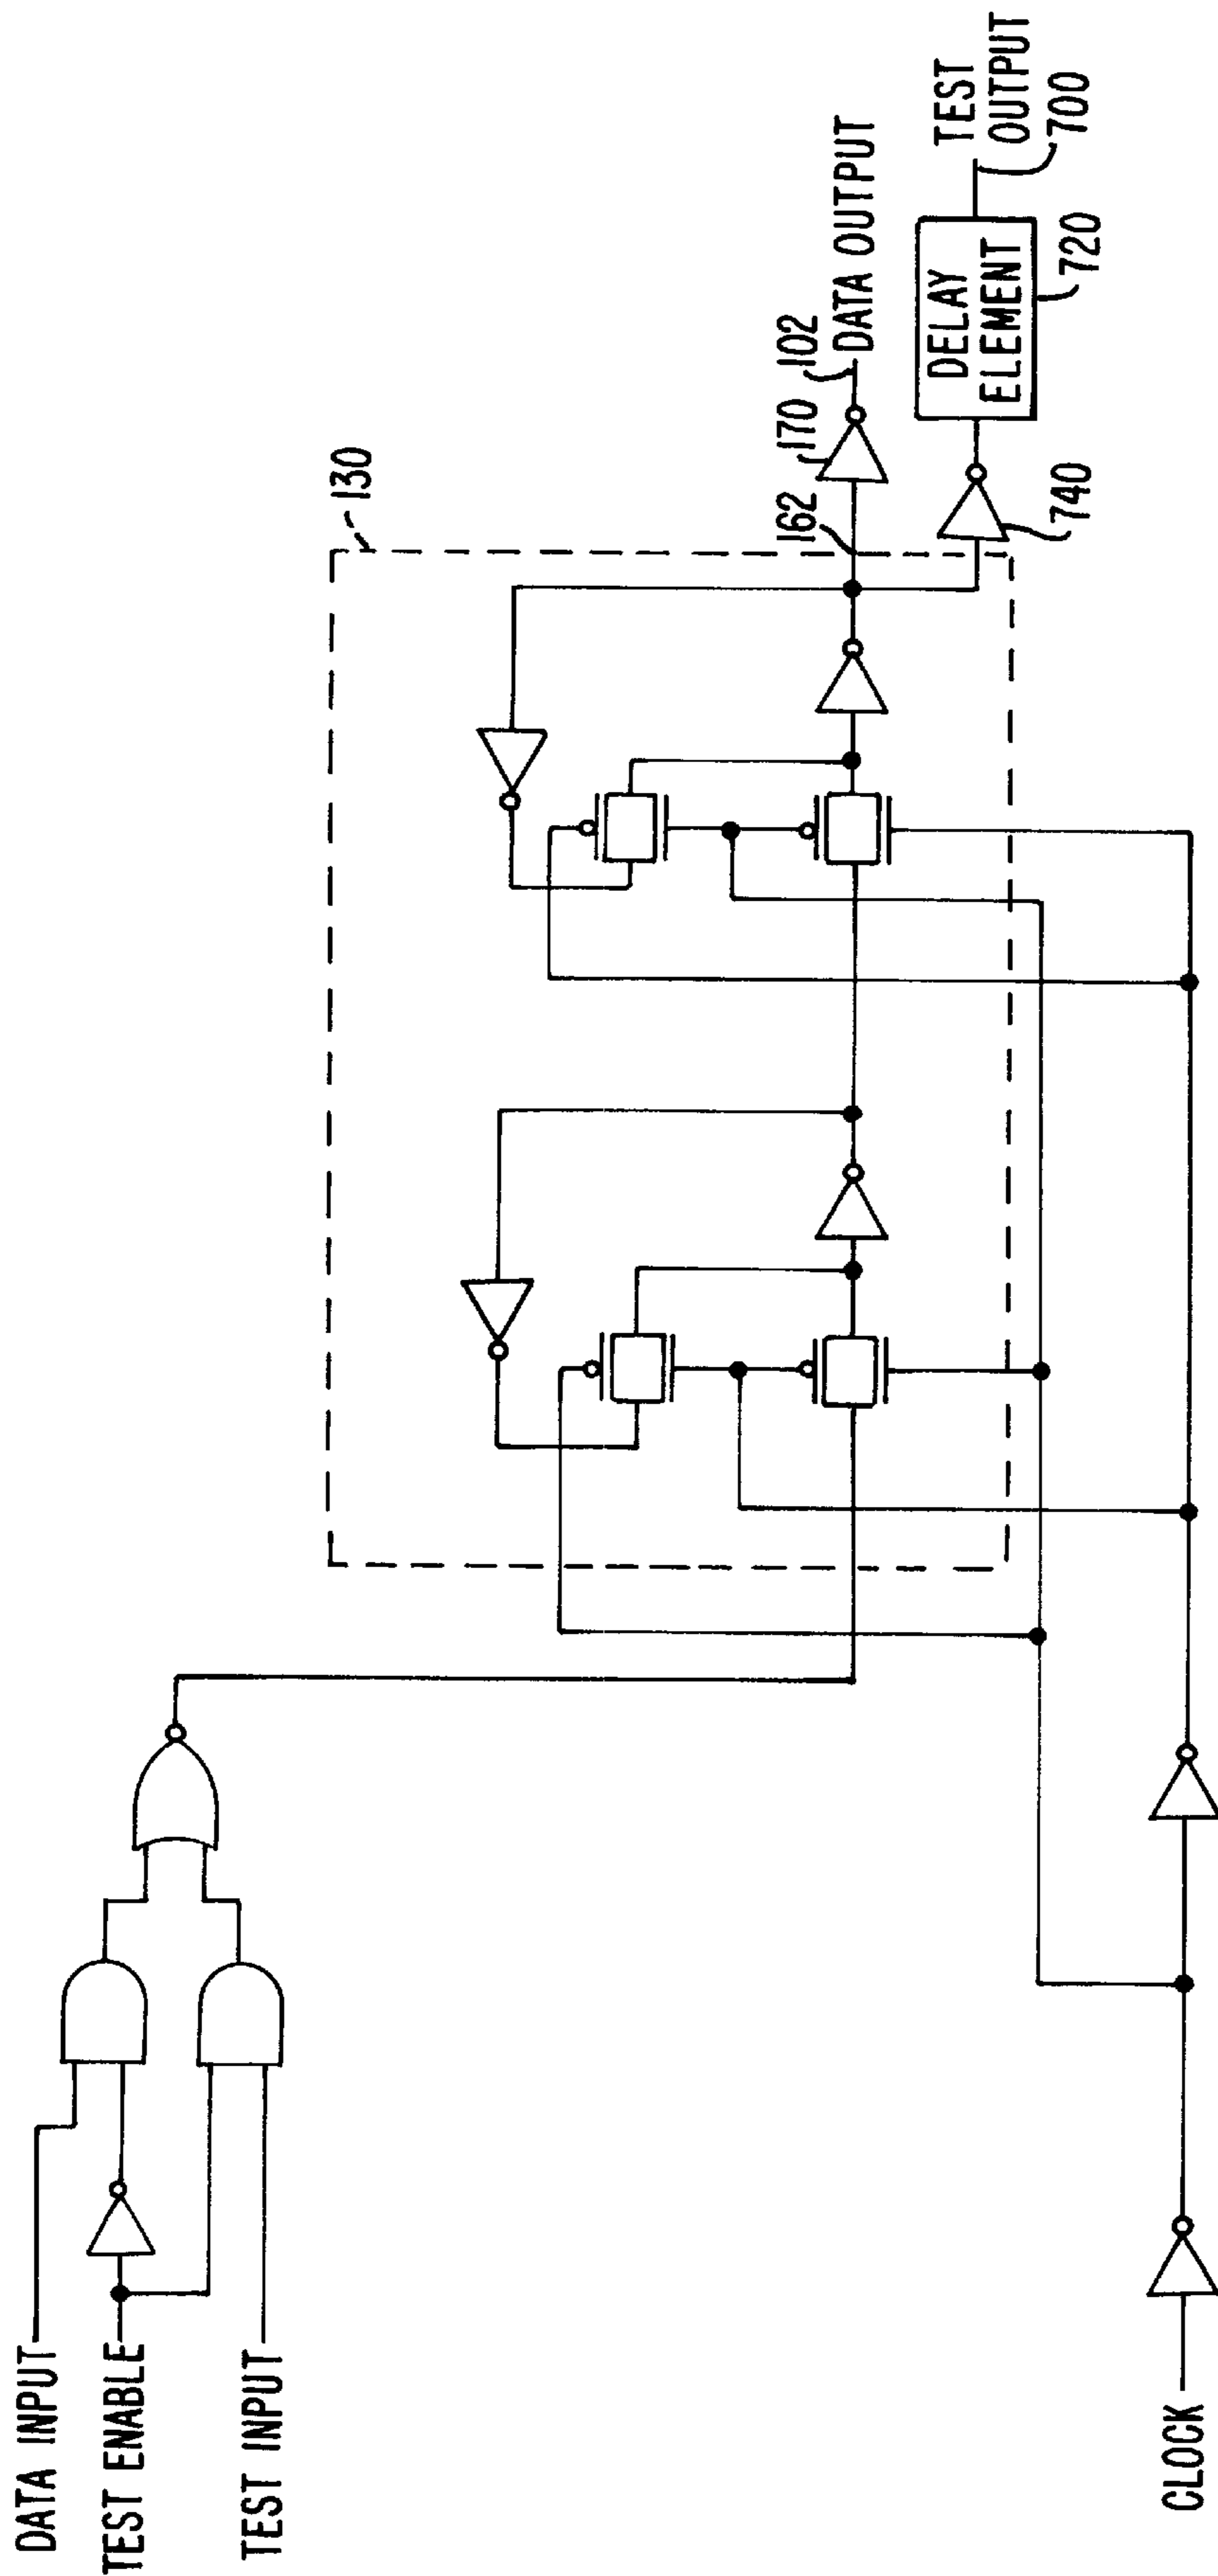 DATA INPUT
TEST ENABLE
TEST INPUT
CLOCK
130
162
170
102
DATA OUTPUT
740
DELAY
ELEMENT
720
TEST
OUTPUT
700